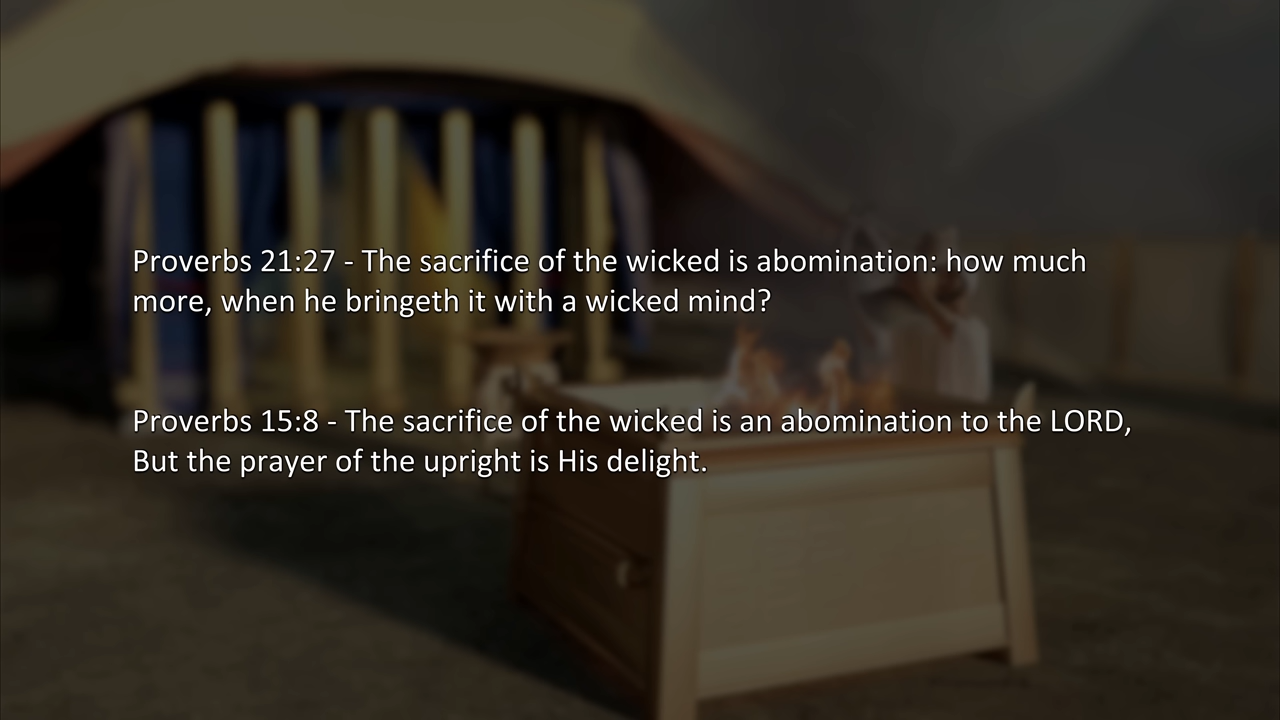 Proverbs 21:27 - The sacrifice of the wicked is abomination: how much
more, when he bringeth it with a wicked mind?
Proverbs 15:8 - The sacrifice of the wicked is an abomination to the LORD,
But the prayer of the upright is His delight.